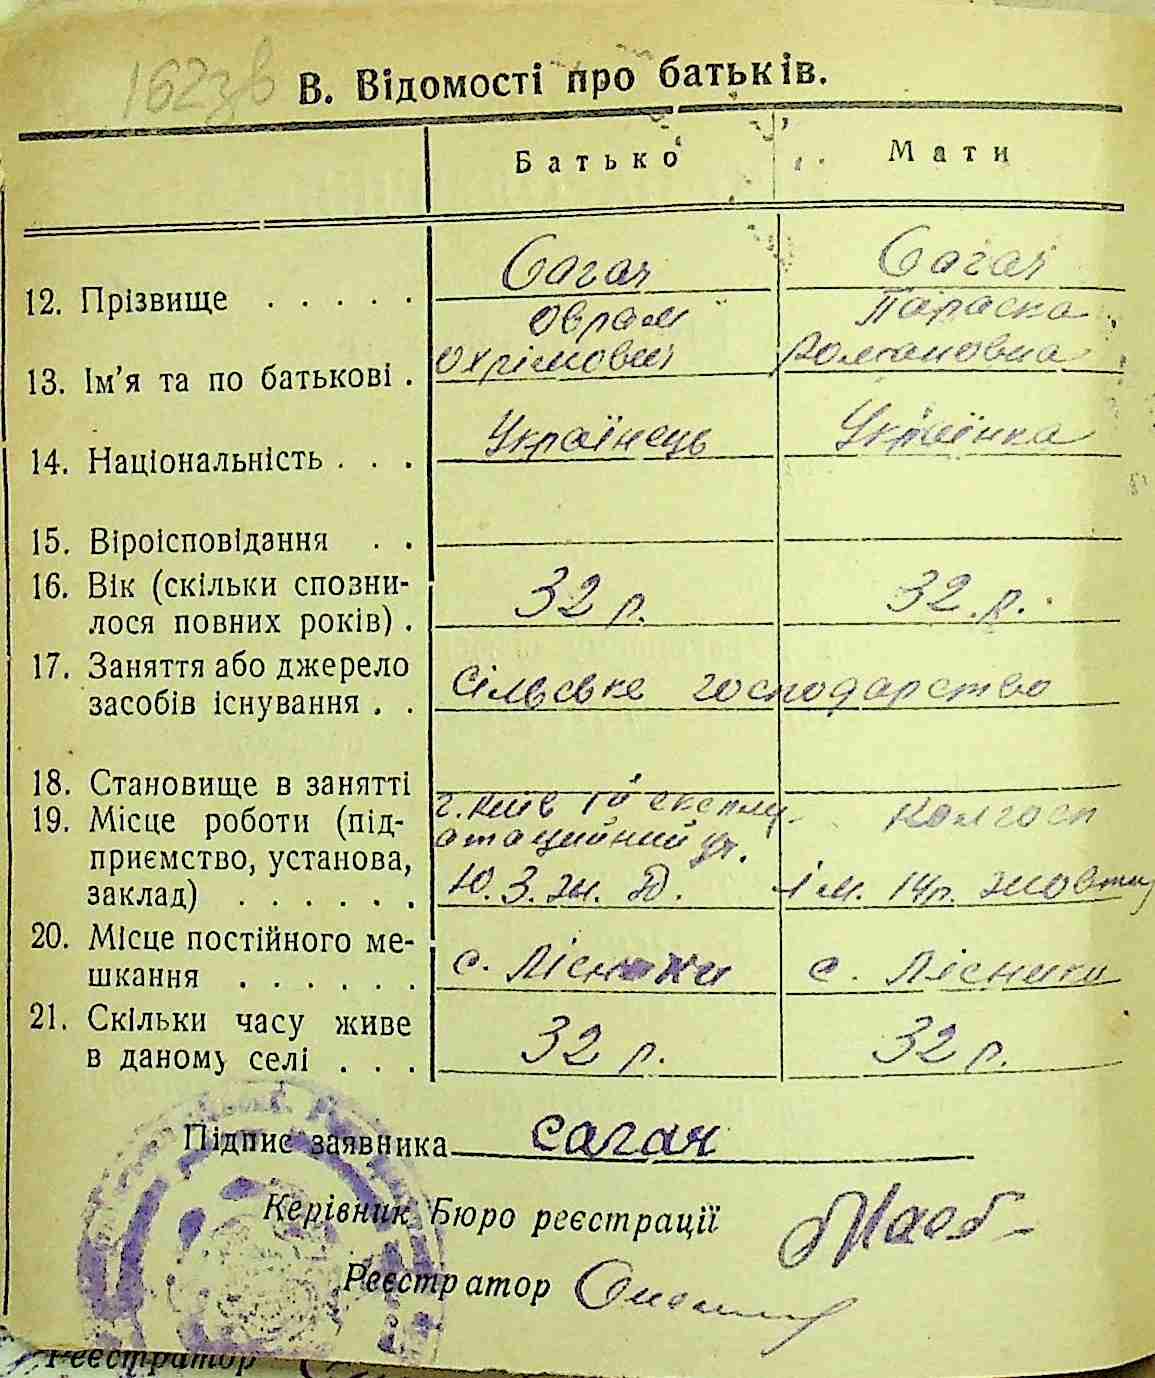 162зв
В. Відомості про батьків.
Батько Мати
12. Прізвище . . . . . Сагач Сагач
Оврам Параска
13. Ім'я та по батькові . Охрімович Романовна
14. Національність . . . Українець Українка
15. Віроісповідання . .
16. Вік (скільки спозни-
лося повних років) . 32 р. 32 р.
17. Заняття або джерело
засобів існування . . Сільське господарство
18. Становище в занятті
19. Місце роботи (під-
приємство, установа,
заклад) . . . . . .
г. Київ 10 експлу-
атаційний
Ю. З. ж. д.
Колгосп
ім. 14 р. жовтня
20. Місце постійного ме-
шкання . . . . . . с. Лісники с. Лісники
21. Скільки часу живе
в даному селі . . . 32 р. 32 р.
Підпис заявника Сагач
Керівник Бюро реєстрації
Реєстратор
Реєстратор